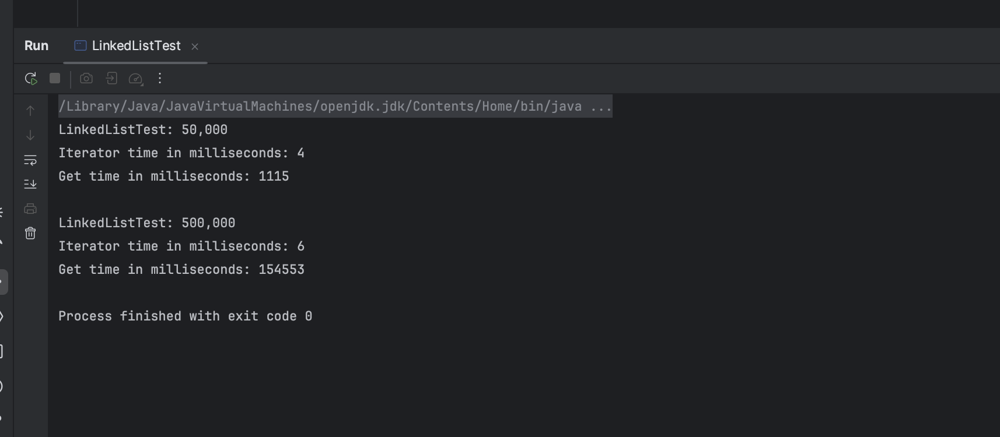 Run LinkedListTest
/Library/Java/JavaVirtualMachines/openjdk.jdk/Contents/Home/bin/java ...
LinkedListTest: 50,000
Iterator time in milliseconds: 4
Get time in milliseconds: 1115
LinkedListTest: 500,000
Iterator time in milliseconds: 6
Get time in milliseconds: 154553
Process finished with exit code 0